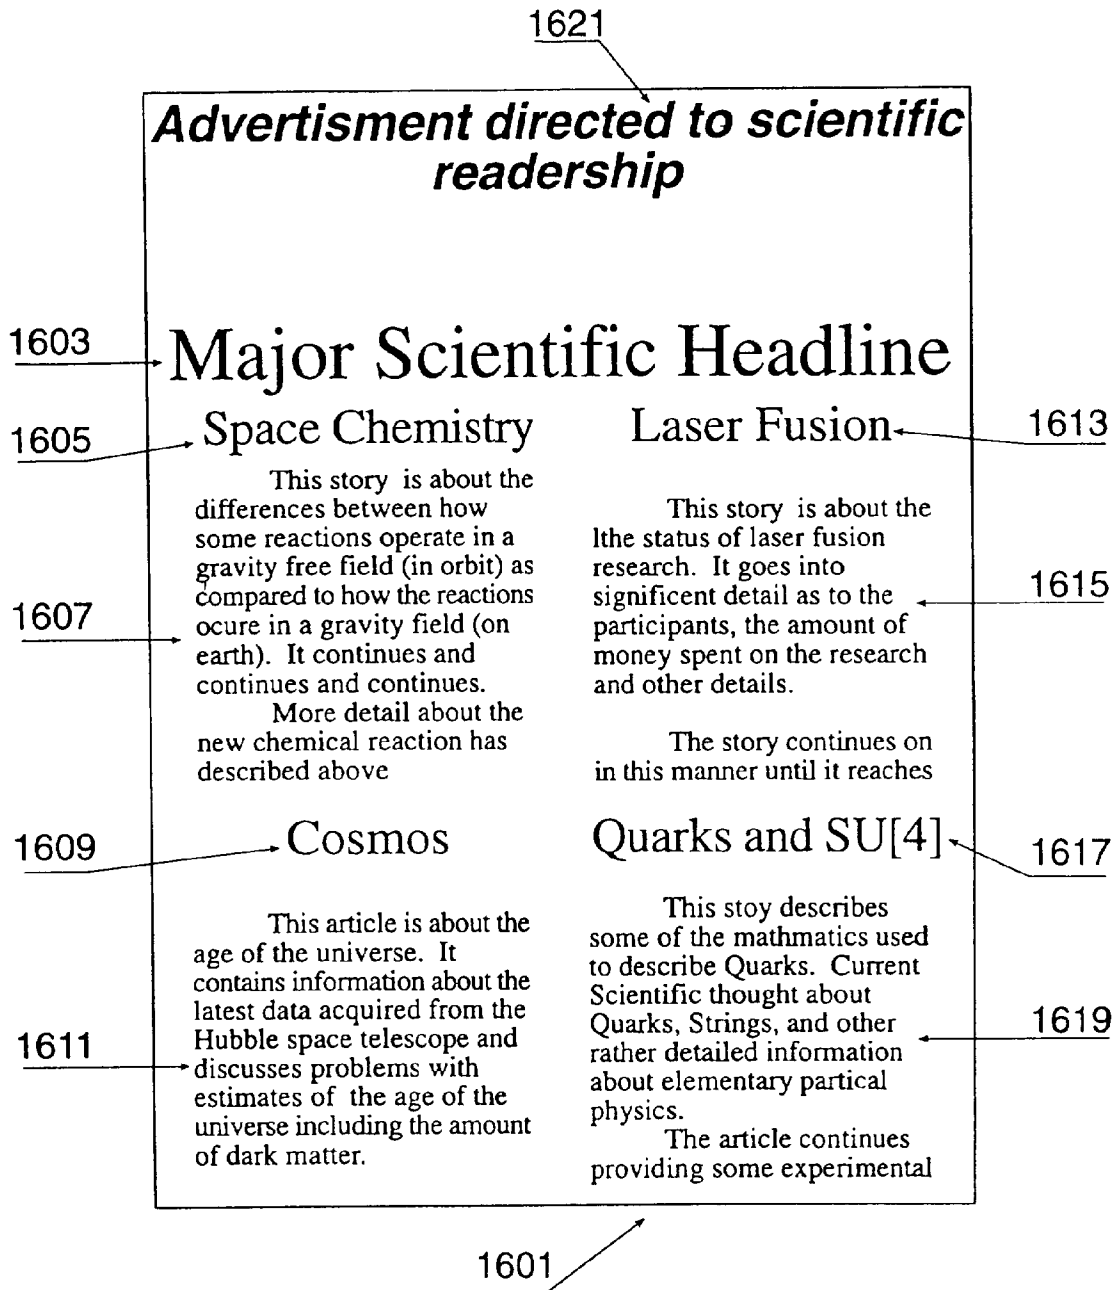 1621
Advertisment directed to scientific
readership
1603
Major Scientific Headline
1605
Space Chemistry
This story is about the
differences between how
some reactions operate in a
gravity free field (in orbit) as
compared to how the reactions
ocure in a gravity field (on
earth). It continues and
continues and continues.
More detail about the
new chemical reaction has
described above
1607
1609
Cosmos
This article is about the
age of the universe. It
contains information about the
latest data acquired from the
Hubble space telescope and
discusses problems with
estimates of the age of the
universe including the amount
of dark matter.
1611
Laser Fusion
1613
This story is about the
lthe status of laser fusion
research. It goes into
significent detail as to the
participants, the amount of
money spent on the research
and other details.
The story continues on
in this manner until it reaches
1615
Quarks and SU[4]
1617
This stoy describes
some of the mathmatics used
to describe Quarks. Current
Scientific thought about
Quarks, Strings, and other
rather detailed information
about elementary partical
physics.
The article continues
providing some experimental
1619
1601